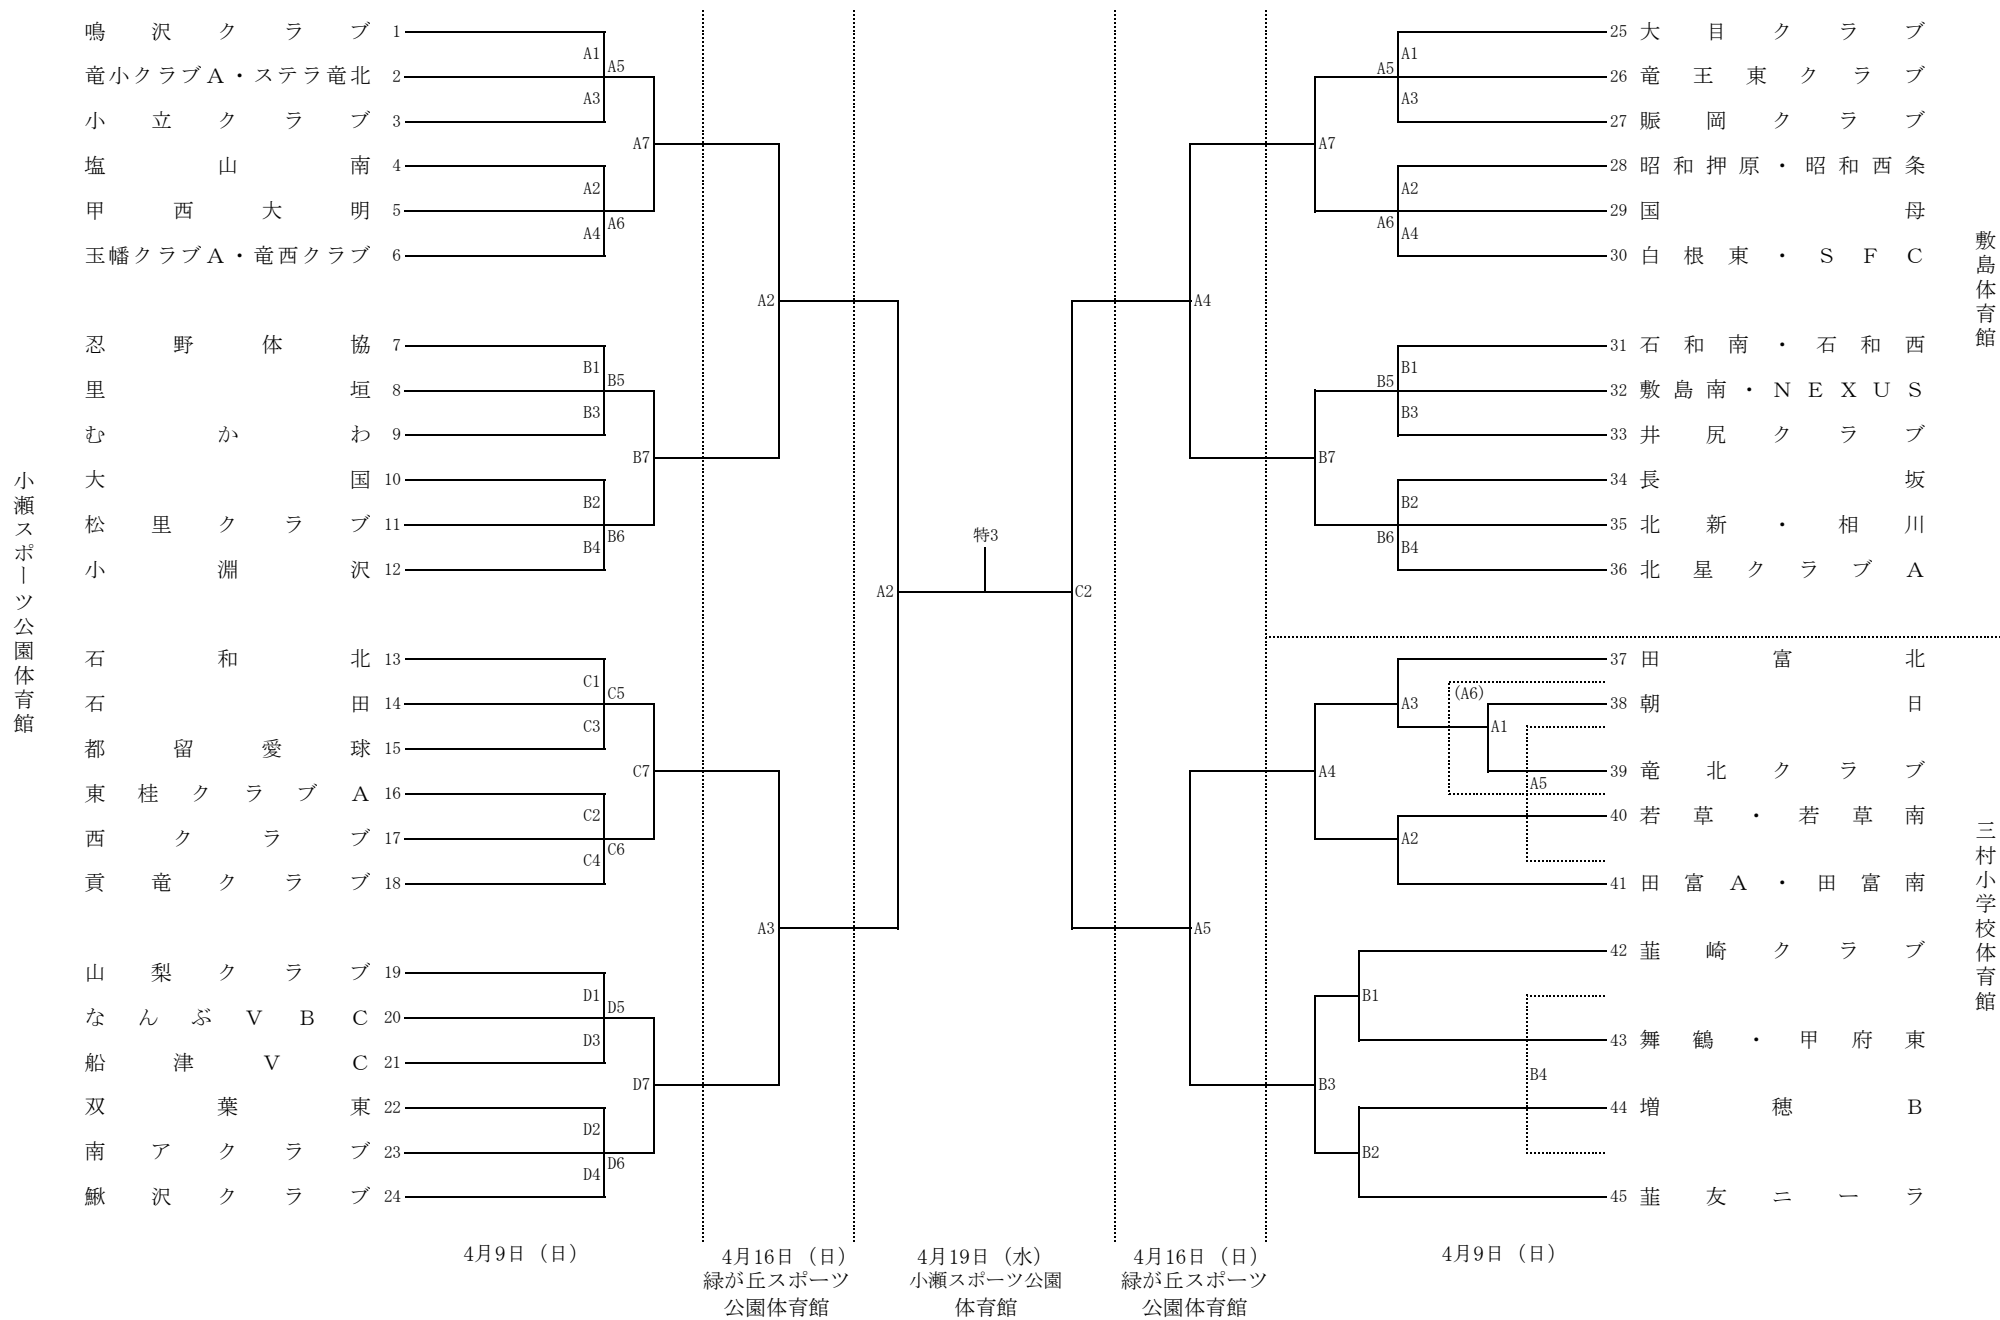 小瀬スポーツ公園体育館
鳴沢クラブ 1
竜小クラブA・ステラ竜北 2
小立クラブ 3
塩山南 4
甲西大明 5
玉幡クラブA・竜西クラブ 6
A1
A5
A3
A7
A2
A6
A4
忍野体協 7
里垣 8
むかわ 9
大国 10
松里クラブ 11
小淵沢 12
B1
B5
B3
B7
B2
B6
B4
石和北 13
石田 14
都留愛球 15
東桂クラブA 16
西クラブ 17
貢竜クラブ 18
C1
C5
C3
C7
C2
C6
C4
山梨クラブ 19
なんぶVBC 20
船津VC 21
双葉東 22
南アクラブ 23
鰍沢クラブ 24
D1
D5
D3
D7
D2
D6
D4
A2
A3
A2
特3
C2
A4
A5
25 大目クラブ
26 竜王東クラブ
27 賑岡クラブ
28 昭和押原・昭和西条
29 国母
30 白根東・SFC
A1
A5
A3
A7
A2
A6
A4
31 石和南・石和西
32 敷島南・NEXUS
33 井尻クラブ
34 長坂
35 北新・相川
36 北星クラブA
B1
B5
B3
B7
B2
B6
B4
敷島体育館
37 田富北
38 朝日
39 竜北クラブ
40 若草・若草南
41 田富A・田富南
(A6)
A3
A1
A4
A5
A2
42 韮崎クラブ
43 舞鶴・甲府東
44 増穂B
45 韮友ニーラ
B1
B4
B3
B2
三村小学校体育館
4月9日（日）
4月16日（日）
緑が丘スポーツ
公園体育館
4月19日（水）
小瀬スポーツ公園
体育館
4月16日（日）
緑が丘スポーツ
公園体育館
4月9日（日）